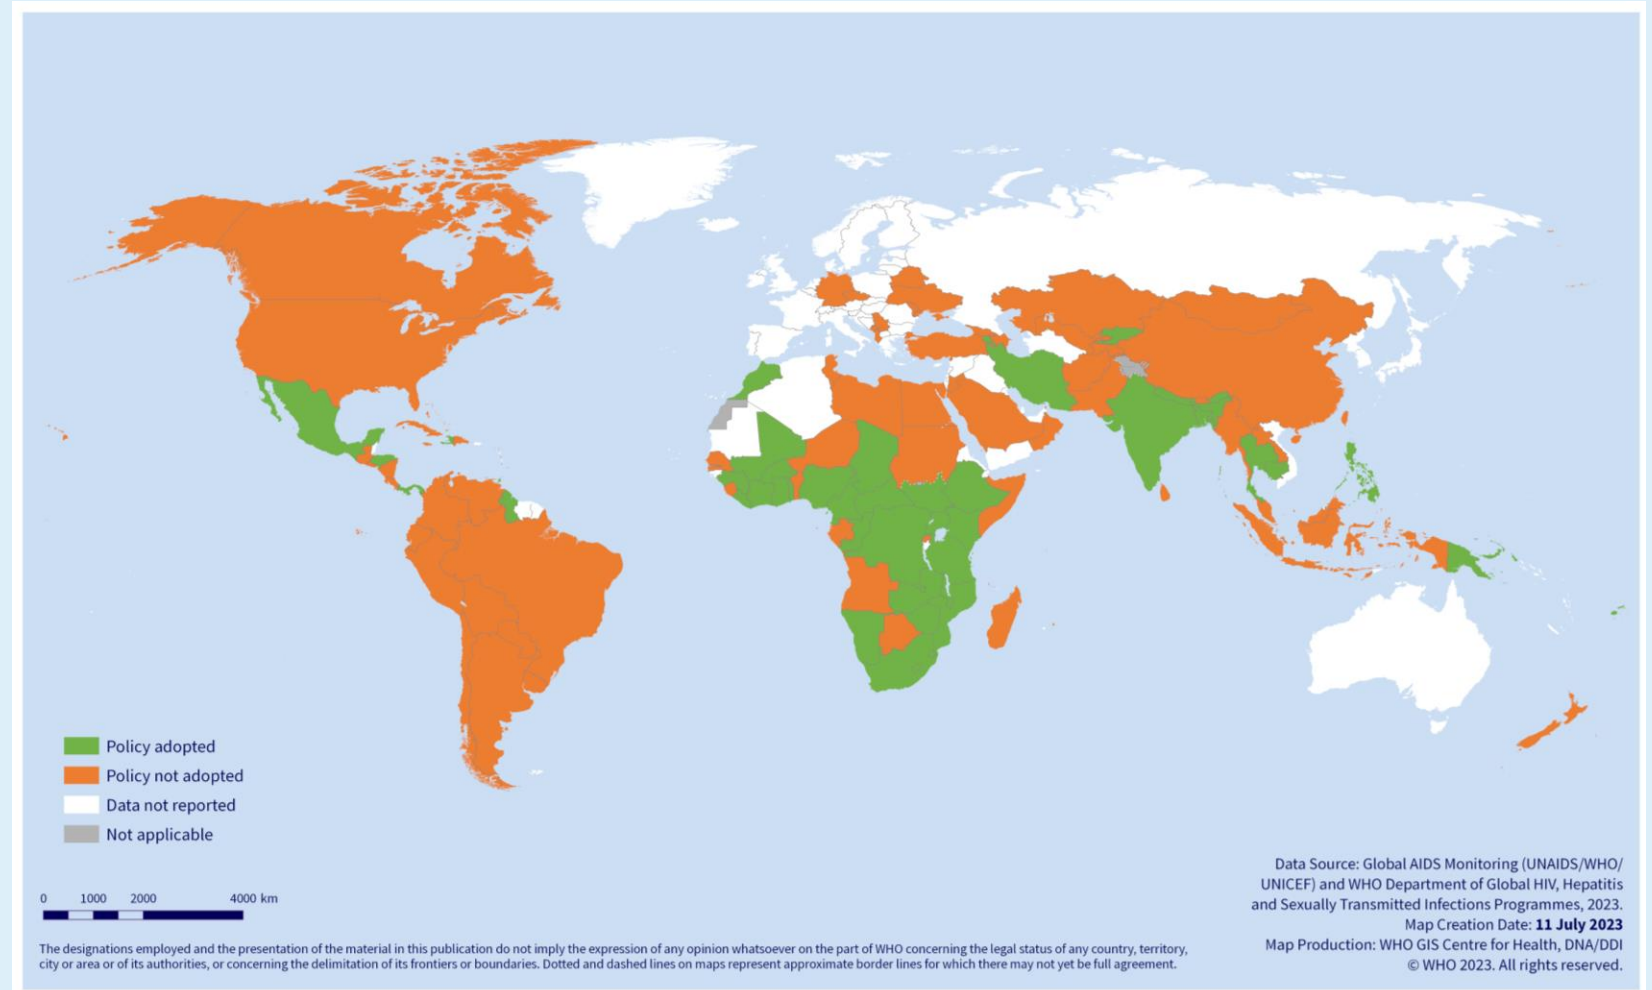 Policy adopted
Policy not adopted
Data not reported
Not applicable
0 1000 2000 4000 km
Data Source: Global AIDS Monitoring (UNAIDS/WHO/
UNICEF) and WHO Department of Global HIV, Hepatitis
and Sexually Transmitted Infections Programmes, 2023.
Map Creation Date: 11 July 2023
Map Production: WHO GIS Centre for Health, DNA/DDI
© WHO 2023. All rights reserved.
The designations employed and the presentation of the material in this publication do not imply the expression of any opinion whatsoever on the part of WHO concerning the legal status of any country, territory,
city or area or of its authorities, or concerning the delimitation of its frontiers or boundaries. Dotted and dashed lines on maps represent approximate border lines for which there may not yet be full agreement.